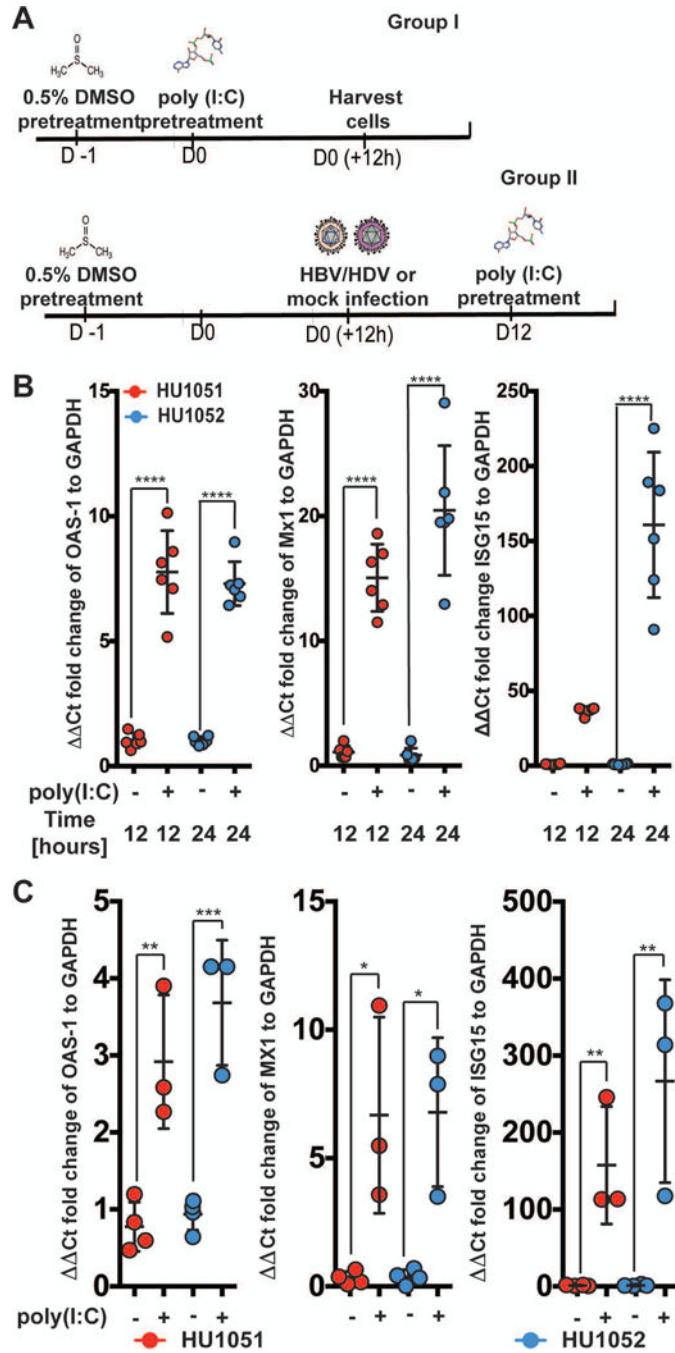 A
Group I
O
H₃C S CH₃
0.5% DMSO poly (I:C) Harvest
pretreatment pretreatment cells
D -1 D0 D0 (+12h)
Group II
O
H₃C S CH₃
0.5% DMSO HBV/HDV or poly (I:C)
pretreatment mock infection pretreatment
D -1 D0 D0 (+12h) D12
B
ΔΔCt fold change of OAS-1 to GAPDH
15
10
5
0
HU1051
HU1052
****
****
ΔΔCt fold change of Mx1 to GAPDH
30
20
10
0
****
****
ΔΔCt fold change ISG15 to GAPDH
250
200
150
100
50
0
****
poly(I:C) - + - + - + - + - + - +
Time
[hours]
12 12 24 24 12 12 24 24 12 12 24 24
C
ΔΔCt fold change of OAS-1 to GAPDH
5
4
3
2
1
0
**
***
ΔΔCt fold change of MX1 to GAPDH
15
10
5
0
*
*
ΔΔCt fold change of ISG15 to GAPDH
500
400
300
200
100
0
**
**
poly(I:C) - + - + - + - + - + - +
HU1051 HU1052